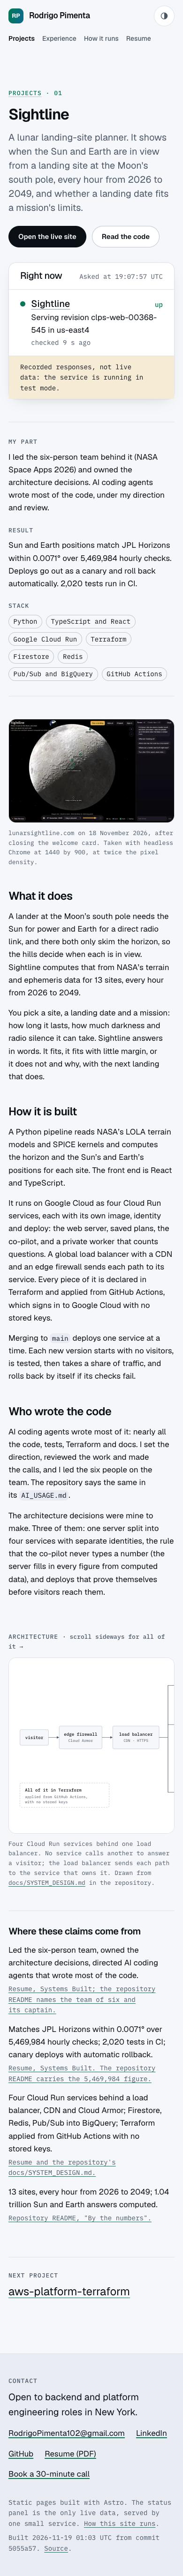 RP Rodrigo Pimenta
Projects Experience How it runs Resume
PROJECTS · 01
Sightline
A lunar landing-site planner. It shows
when the Sun and Earth are in view
from a landing site at the Moon's
south pole, every hour from 2026 to
2049, and whether a landing date fits
a mission's limits.
Open the live site Read the code
Right now Asked at 19:07:57 UTC
Sightline up
Serving revision clps-web-00368-
545 in us-east4
checked 9 s ago
Recorded responses, not live
data: the service is running in
test mode.
MY PART
I led the six-person team behind it (NASA
Space Apps 2026) and owned the
architecture decisions. AI coding agents
wrote most of the code, under my direction
and review.
RESULT
Sun and Earth positions match JPL Horizons
within 0.0071° over 5,469,984 hourly checks.
Deploys go out as a canary and roll back
automatically. 2,020 tests run in CI.
STACK
Python TypeScript and React
Google Cloud Run Terraform
Firestore Redis
Pub/Sub and BigQuery GitHub Actions
lunarsightline.com on 18 November 2026, after
closing the welcome card. Taken with headless
Chrome at 1440 by 900, at twice the pixel
density.
What it does
A lander at the Moon's south pole needs the
Sun for power and Earth for a direct radio
link, and there both only skim the horizon, so
the hills decide when each is in view.
Sightline computes that from NASA's terrain
and ephemeris data for 13 sites, every hour
from 2026 to 2049.
You pick a site, a landing date and a mission:
how long it lasts, how much darkness and
radio silence it can take. Sightline answers
in words. It fits, it fits with little margin, or
it does not and why, with the next landing
that does.
How it is built
A Python pipeline reads NASA's LOLA terrain
models and SPICE kernels and computes
the horizon and the Sun's and Earth's
positions for each site. The front end is React
and TypeScript.
It runs on Google Cloud as four Cloud Run
services, each with its own image, identity
and deploy: the web server, saved plans, the
co-pilot, and a private worker that counts
questions. A global load balancer with a CDN
and an edge firewall sends each path to its
service. Every piece of it is declared in
Terraform and applied from GitHub Actions,
which signs in to Google Cloud with no
stored keys.
Merging to main deploys one service at a
time. Each new version starts with no visitors,
is tested, then takes a share of traffic, and
rolls back by itself if its checks fail.
Who wrote the code
AI coding agents wrote most of it: nearly all
the code, tests, Terraform and docs. I set the
direction, reviewed the work and made
the calls, and I led the six people on the
team. The repository says the same in
its AI_USAGE.md.
The architecture decisions were mine to
make. Three of them: one server split into
four services with separate identities, the rule
that the co-pilot never types a number (the
server fills in every figure from computed
data), and deploys that prove themselves
before visitors reach them.
ARCHITECTURE · scroll sideways for all of
it →
visitor edge firewall load balancer
Cloud Armor CDN · HTTPS
All of it in Terraform
applied from GitHub Actions,
with no stored keys
Four Cloud Run services behind one load
balancer. No service calls another to answer
a visitor; the load balancer sends each path
to the service that owns it. Drawn from
docs/SYSTEM_DESIGN.md in the repository.
Where these claims come from
Led the six-person team, owned the
architecture decisions, directed AI coding
agents that wrote most of the code.
Resume, Systems Built; the repository
README names the team of six and
its captain.
Matches JPL Horizons within 0.0071° over
5,469,984 hourly checks; 2,020 tests in CI;
canary deploys with automatic rollback.
Resume, Systems Built. The repository
README carries the 5,469,984 figure.
Four Cloud Run services behind a load
balancer, CDN and Cloud Armor; Firestore,
Redis, Pub/Sub into BigQuery; Terraform
applied from GitHub Actions with no
stored keys.
Resume and the repository's
docs/SYSTEM_DESIGN.md.
13 sites, every hour from 2026 to 2049; 1.04
trillion Sun and Earth answers computed.
Repository README, "By the numbers".
NEXT PROJECT
aws-platform-terraform
CONTACT
Open to backend and platform
engineering roles in New York.
RodrigoPimenta102@gmail.com LinkedIn
GitHub Resume (PDF)
Book a 30-minute call
Static pages built with Astro. The status
panel is the only live data, served by
one small service. How this site runs.
Built 2026-11-19 01:03 UTC from commit
5055a57. Source.